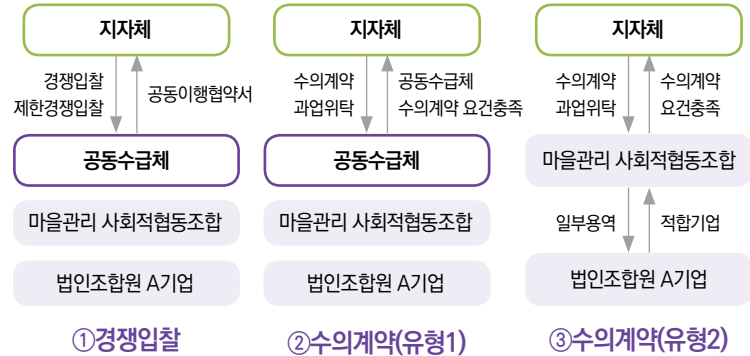 지자체
경쟁입찰
제한경쟁입찰
공동이행협약서
공동수급체
마을관리 사회적협동조합
법인조합원 A기업
①경쟁입찰
지자체
수의계약
과업위탁
공동수급체
수의계약 요건충족
공동수급체
마을관리 사회적협동조합
법인조합원 A기업
②수의계약(유형1)
지자체
수의계약
과업위탁
수의계약
요건충족
마을관리 사회적협동조합
일부용역
적합기업
법인조합원 A기업
③수의계약(유형2)